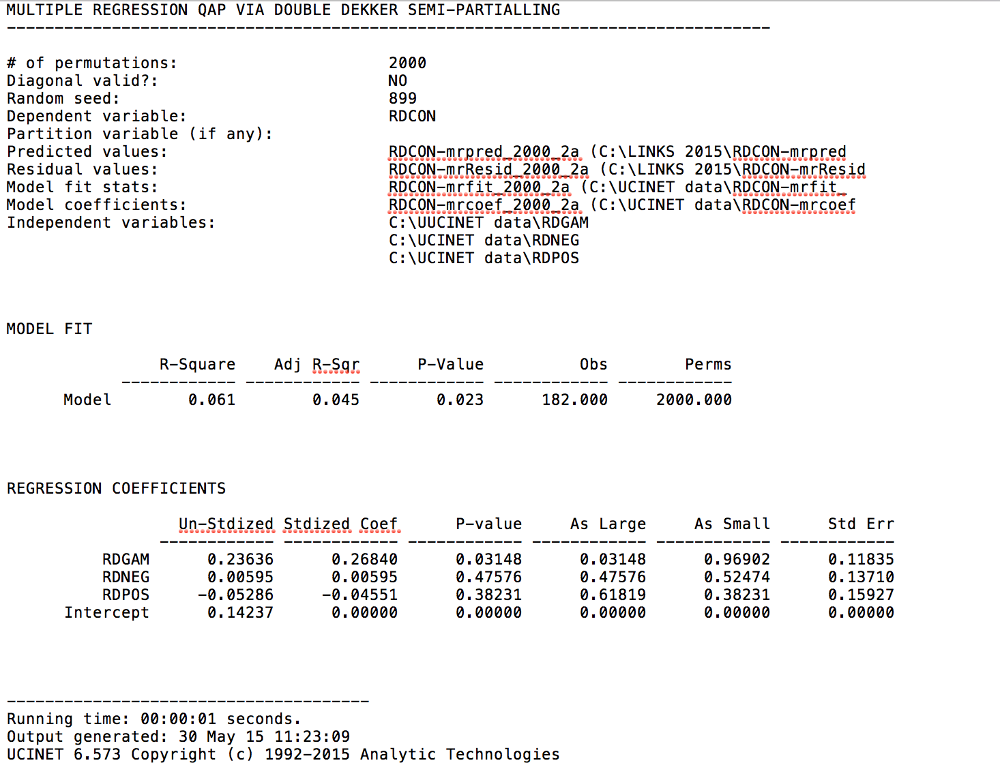 MULTIPLE REGRESSION QAP VIA DOUBLE DEKKER SEMI-PARTIALLING
--------------------------------------------------------------------------------
# of permutations: 2000
Diagonal valid?: NO
Random seed: 899
Dependent variable: RDCON
Partition variable (if any):
Predicted values: RDCON-mrpred_2000_2a (C:\LINKS 2015\RDCON-mrpred
Residual values: RDCON-mrResid_2000_2a (C:\LINKS 2015\RDCON-mrResid
Model fit stats: RDCON-mrfit_2000_2a (C:\UCINET data\RDCON-mrfit_
Model coefficients: RDCON-mrcoef_2000_2a (C:\UCINET data\RDCON-mrcoef
Independent variables: C:\UUCINET data\RDGAM
C:\UCINET data\RDNEG
C:\UCINET data\RDPOS
MODEL FIT
R-Square Adj R-Sqr P-Value Obs Perms
------------ ------------ ------------ ------------ ------------
Model 0.061 0.045 0.023 182.000 2000.000
REGRESSION COEFFICIENTS
Un-Stdized Stdized Coef P-value As Large As Small Std Err
------------ ------------ ------------ ------------ ------------ ------------
RDGAM 0.23636 0.26840 0.03148 0.03148 0.96902 0.11835
RDNEG 0.00595 0.00595 0.47576 0.47576 0.52474 0.13710
RDPOS -0.05286 -0.04551 0.38231 0.61819 0.38231 0.15927
Intercept 0.14237 0.00000 0.00000 0.00000 0.00000 0.00000
--------------------------------------
Running time: 00:00:01 seconds.
Output generated: 30 May 15 11:23:09
UCINET 6.573 Copyright (c) 1992-2015 Analytic Technologies